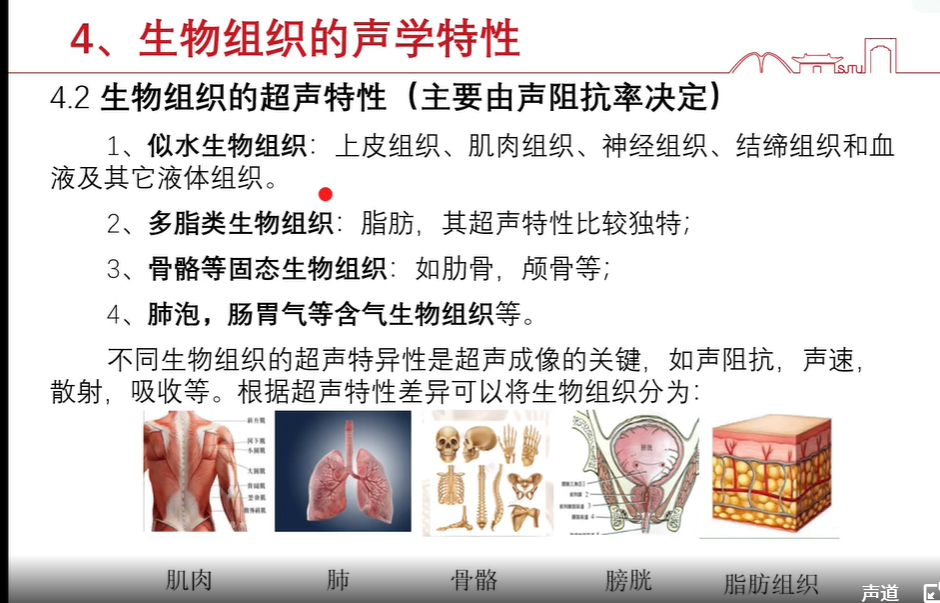 4、生物组织的声学特性
4.2 生物组织的超声特性（主要由声阻抗率决定）
1、似水生物组织：上皮组织、肌肉组织、神经组织、结缔组织和血
液及其它液体组织。
2、多脂类生物组织：脂肪，其超声特性比较独特；
3、骨骼等固态生物组织：如肋骨，颅骨等；
4、肺泡，肠胃气等含气生物组织等。
不同生物组织的超声特异性是超声成像的关键，如声阻抗，声速，
散射，吸收等。根据超声特性差异可以将生物组织分为：
斜方肌
大圆肌
膀胱
肌肉
肺
骨骼
膀胱
脂肪组织
声道